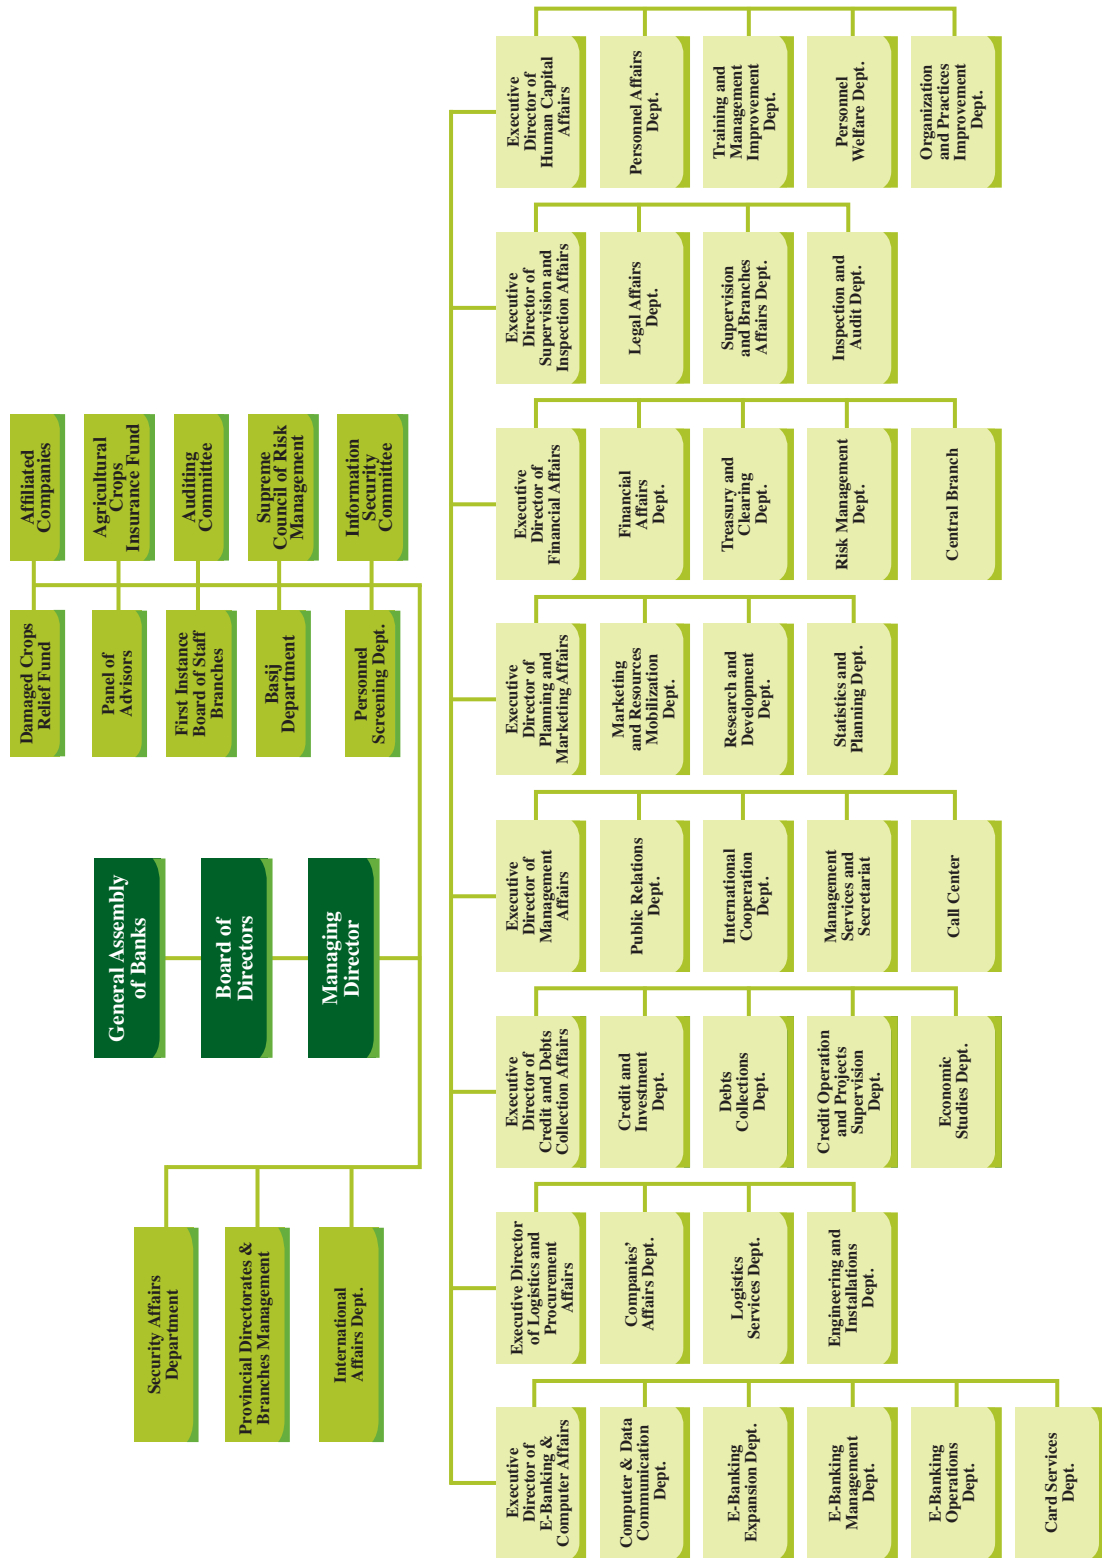 General Assembly
of Banks
Board of
Directors
Managing
Director
Security Affairs
Department
Provincial Directorates &
Branches Management
International
Affairs Dept.
Damaged Crops
Relief Fund
Affiliated
Companies
Panel of
Advisors
Agricultural
Crops
Insurance Fund
First Instance
Board of Staff
Branches
Auditing
Committee
Basij
Department
Supreme
Council of Risk
Management
Personnel
Screening Dept.
Information
Security
Committee
Executive
Director of
E-Banking &
Computer Affairs
Computer & Data
Communication
Dept.
E-Banking
Expansion Dept.
E-Banking
Management
Dept.
E-Banking
Operations
Dept.
Card Services
Dept.
Executive Director
of Logistics and
Procurement
Affairs
Companies’
Affairs Dept.
Logistics
Services Dept.
Engineering and
Installations
Dept.
Executive
Director of
Credit and Debts
Collection Affairs
Credit and
Investment
Dept.
Debts
Collections
Dept.
Credit Operation
and Projects
Supervision
Dept.
Economic
Studies Dept.
Executive
Director of
Management
Affairs
Public Relations
Dept.
International
Cooperation
Dept.
Management
Services and
Secretariat
Call Center
Executive
Director of
Planning and
Marketing Affairs
Marketing
and Resources
Mobilization
Dept.
Research and
Development
Dept.
Statistics and
Planning Dept.
Executive
Director of
Financial Affairs
Financial
Affairs
Dept.
Treasury and
Clearing
Dept.
Risk Management
Dept.
Central Branch
Executive
Director of
Supervision and
Inspection Affairs
Legal Affairs
Dept.
Supervision
and Branches
Affairs Dept.
Inspection and
Audit Dept.
Executive
Director of
Human Capital
Affairs
Personnel Affairs
Dept.
Training and
Management
Improvement
Dept.
Personnel
Welfare Dept.
Organization
and Practices
Improvement
Dept.